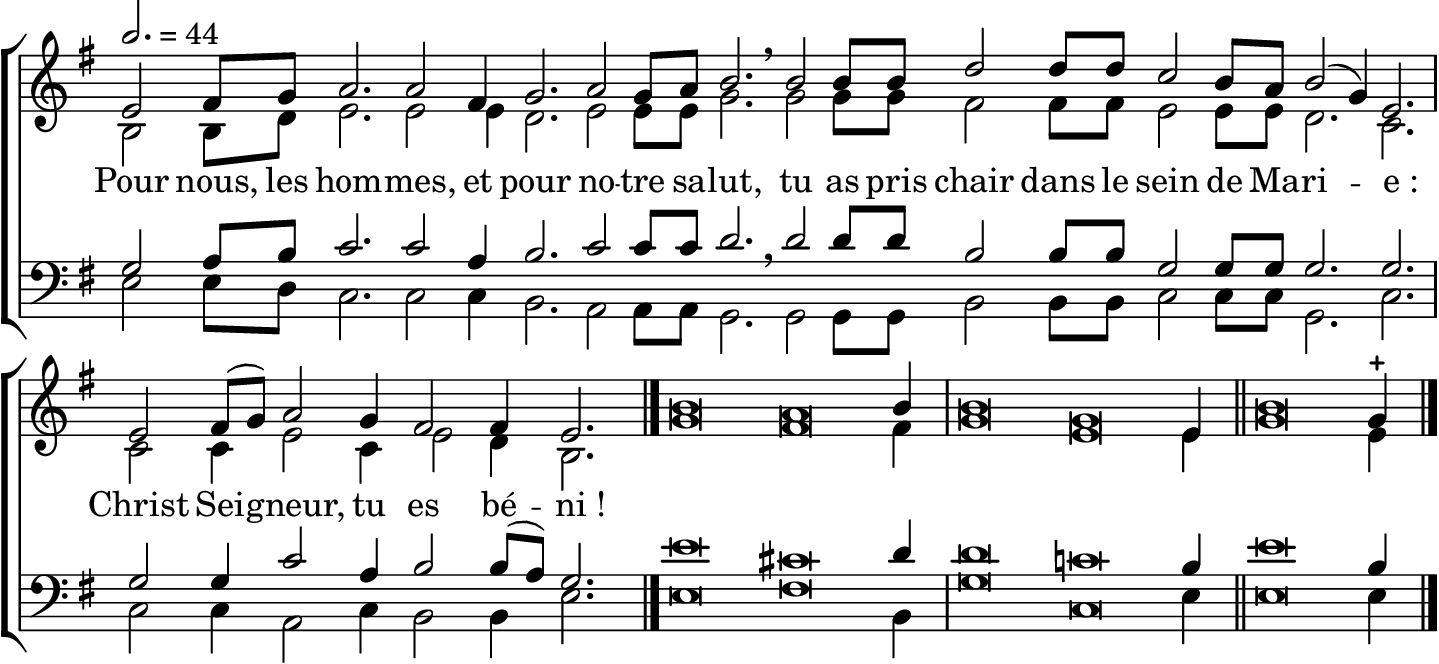 = 44
Pour nous, les hommes, et pour no - tre salut, tu as pris chair dans le sein de Mari - e :
Christ Seigneur, tu es bé - ni !